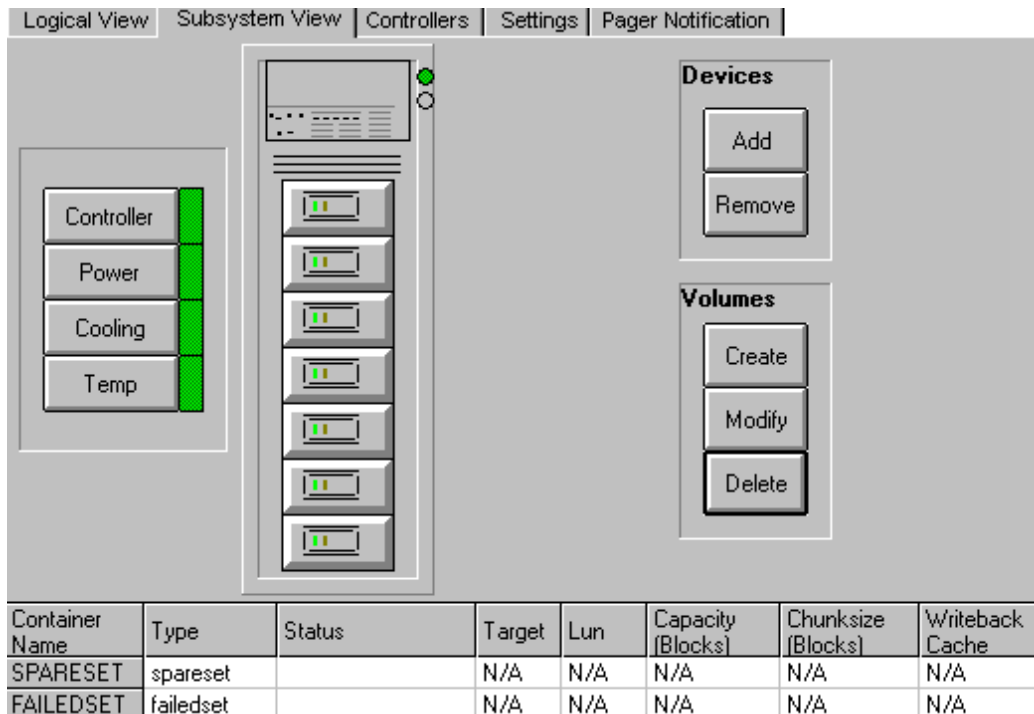 Logical View Subsystem View Controllers Settings Pager Notification
Devices
Add
Remove
Controller
Power
Cooling
Temp
Volumes
Create
Modify
Delete
Container Name Type Status Target Lun Capacity (Blocks) Chunksize (Blocks) Writeback Cache
SPARESET spareset N/A N/A N/A N/A N/A
FAILEDSET failedset N/A N/A N/A N/A N/A